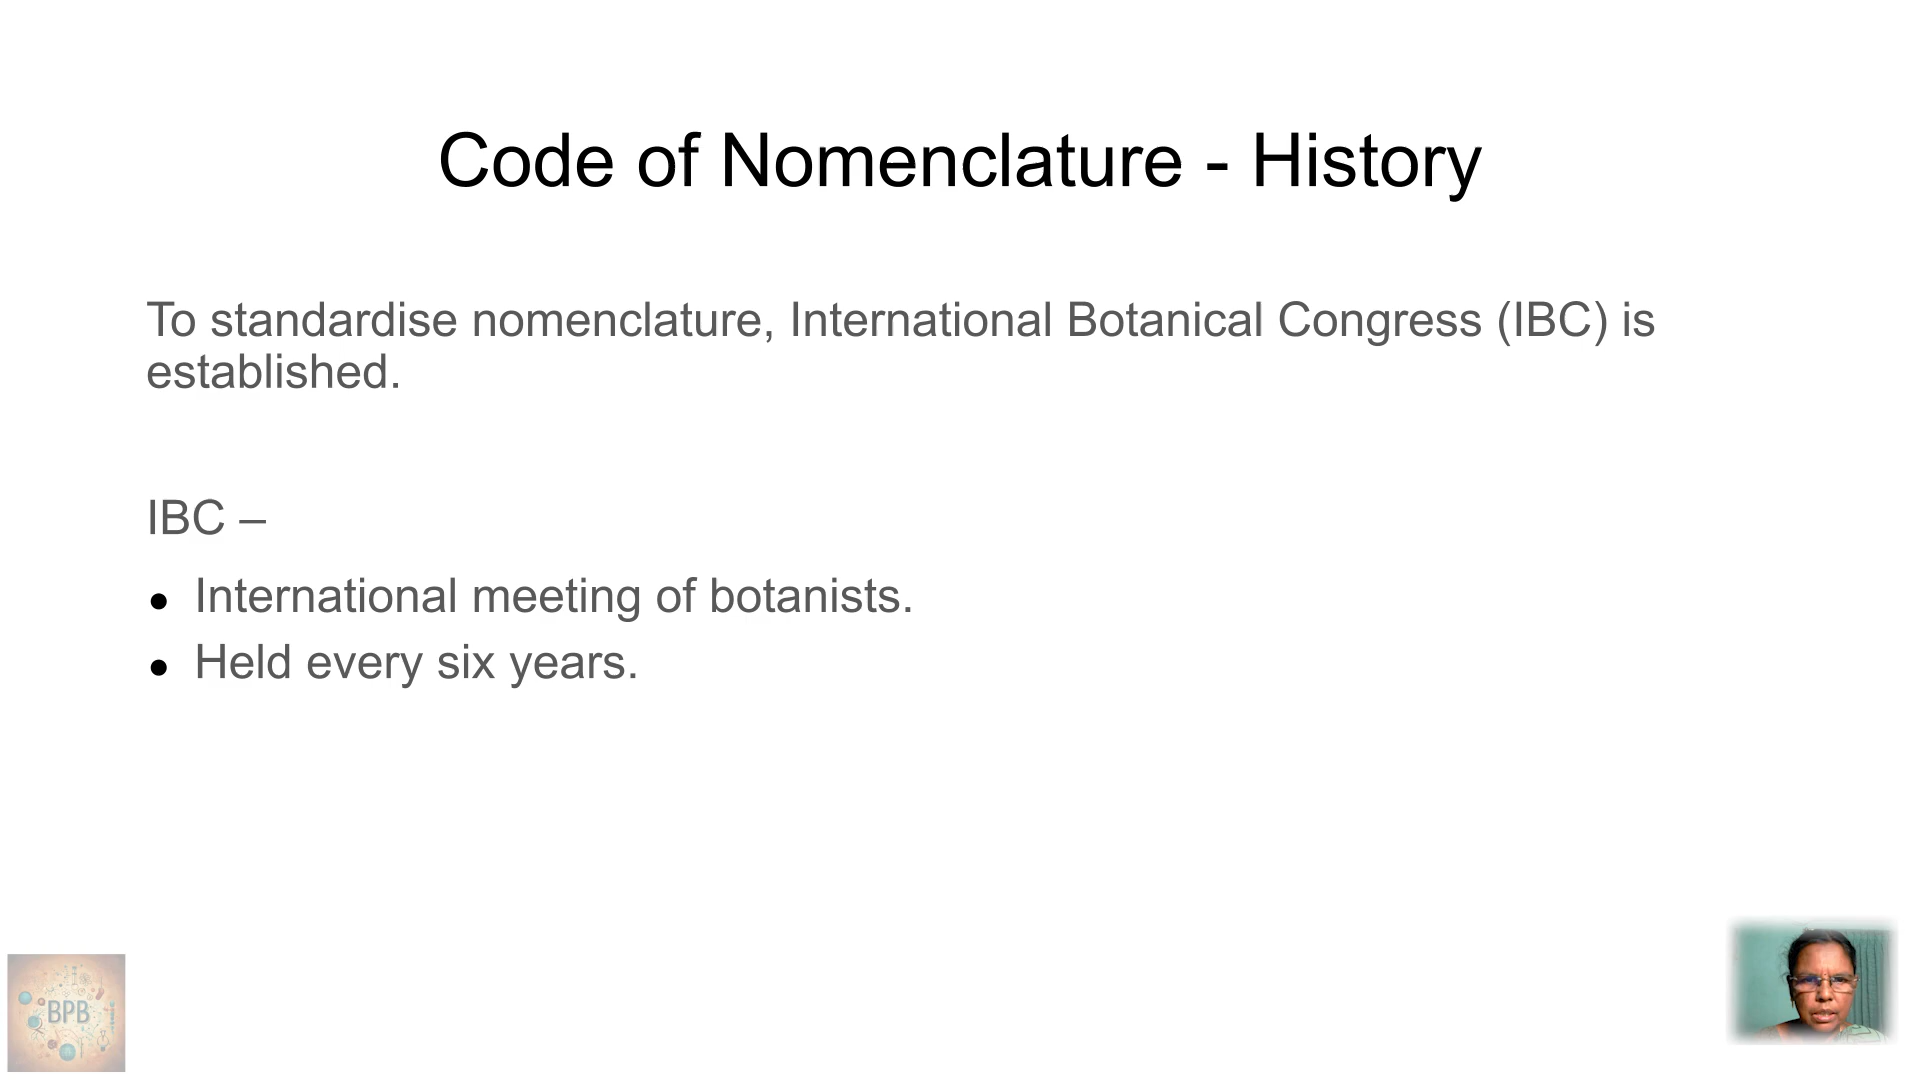 Code of Nomenclature - History
To standardise nomenclature, International Botanical Congress (IBC) is
established.
IBC –
● International meeting of botanists.
● Held every six years.
BPB